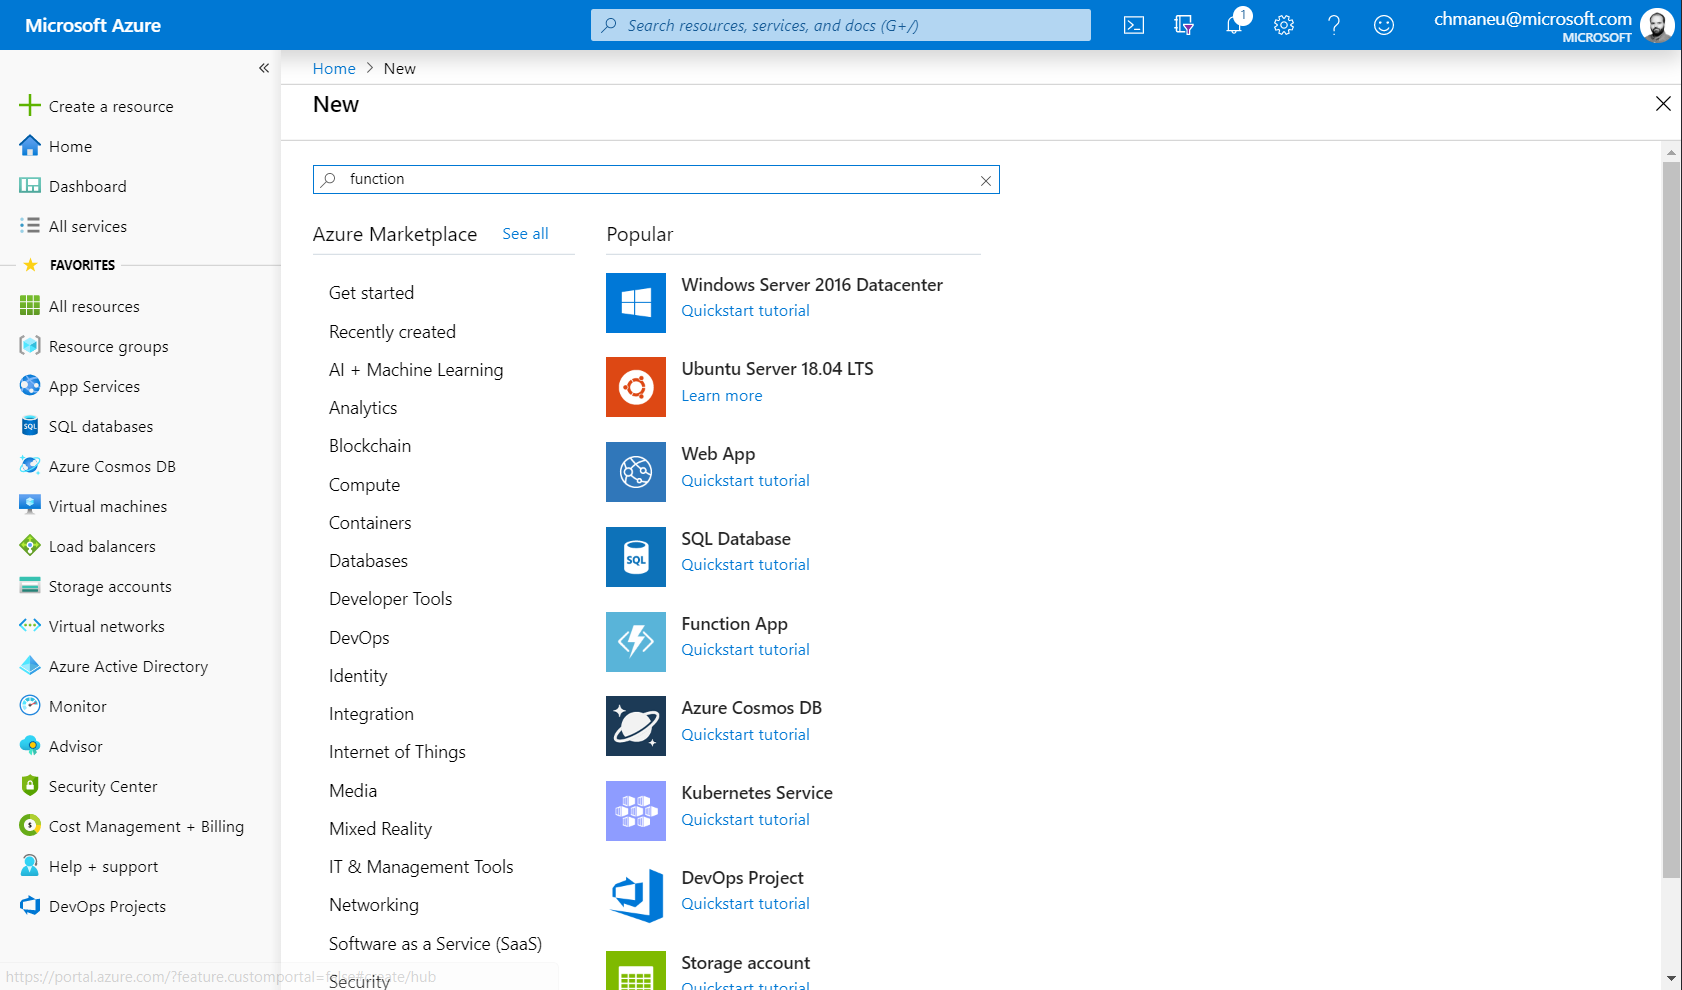 Microsoft Azure
Search resources, services, and docs (G+/)
1
chmaneu@microsoft.com
MICROSOFT
«
Create a resource
Home
Dashboard
All services
FAVORITES
All resources
Resource groups
App Services
SQL databases
Azure Cosmos DB
Virtual machines
Load balancers
Storage accounts
Virtual networks
Azure Active Directory
Monitor
Advisor
Security Center
Cost Management + Billing
Help + support
DevOps Projects
https://portal.azure.com/?feature.customportal=false#create/hub
Home > New
New
function
Azure Marketplace See all
Get started
Recently created
AI + Machine Learning
Analytics
Blockchain
Compute
Containers
Databases
Developer Tools
DevOps
Identity
Integration
Internet of Things
Media
Mixed Reality
IT & Management Tools
Networking
Software as a Service (SaaS)
Security
Popular
Windows Server 2016 Datacenter
Quickstart tutorial
Ubuntu Server 18.04 LTS
Learn more
Web App
Quickstart tutorial
SQL
SQL Database
Quickstart tutorial
Function App
Quickstart tutorial
Azure Cosmos DB
Quickstart tutorial
Kubernetes Service
Quickstart tutorial
DevOps Project
Quickstart tutorial
Storage account
Quickstart tutorial